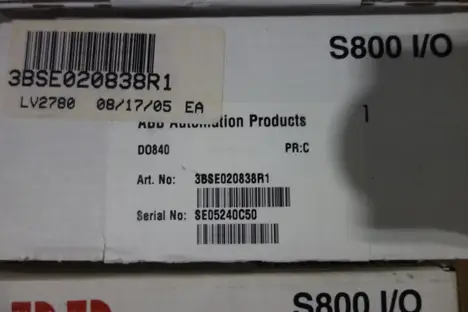 S800 I/O
3BSE020838R1
LV2780 08/17/05 EA
ABB Automation Products
1
DO840 PR:C
Art. No: 3BSE020838R1
Serial No: SE05240C50
ABB
S800 I/O